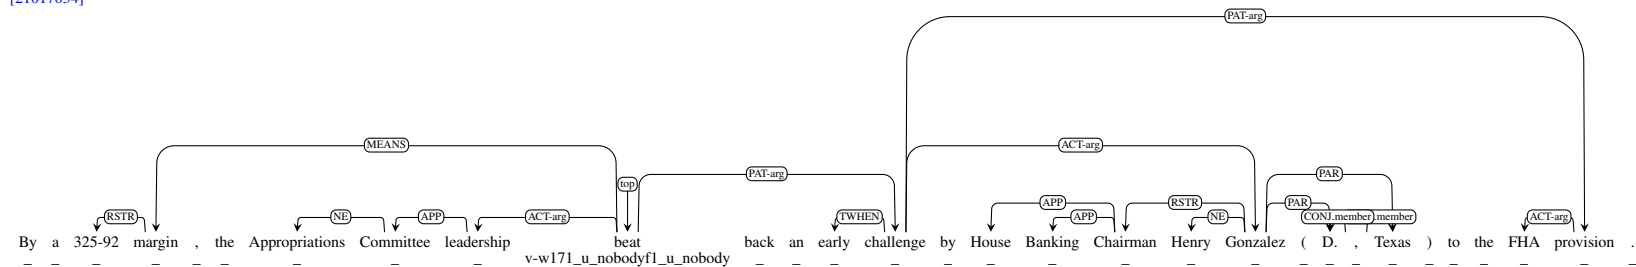 [21017034]
PAT-arg
MEANS ACT-arg
top PAT-arg PAR
RSTR NE APP ACT-arg TWHEN APP APP RSTR NE PAR CONJ.member .member ACT-arg
By a 325-92 margin , the Appropriations Committee leadership beat back an early challenge by House Banking Chairman Henry Gonzalez ( D. , Texas ) to the FHA provision .
_ _ _ _ _ _ _ _ _ v-w171_u_nobodyf1_u_nobody _ _ _ _ _ _ _ _ _ _ _ _ _ _ _ _ _ _ _ _